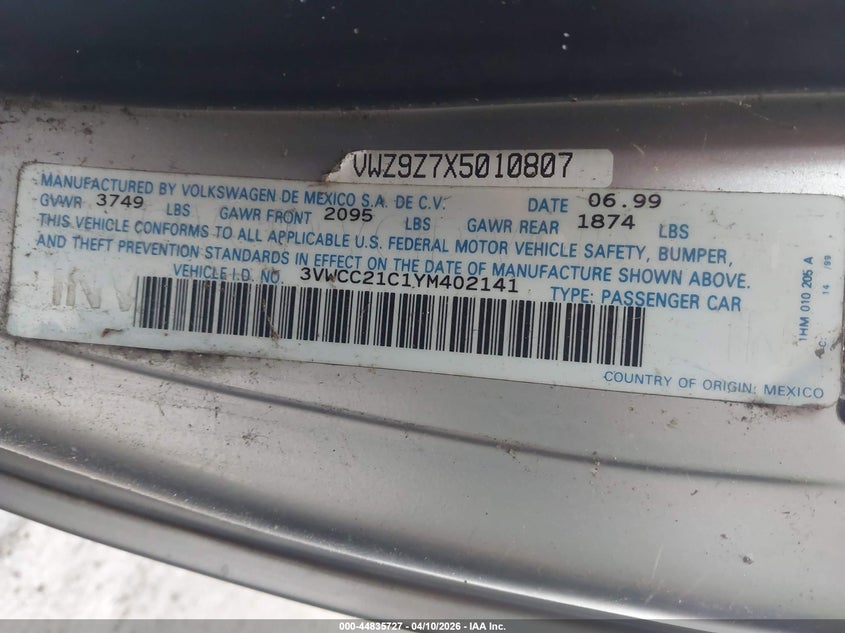 VWZ9Z7X5010807
MANUFACTURED BY VOLKSWAGEN DE MEXICO S.A. DE C.V. DATE 06.99
GVWR 3749 LBS GAWR FRONT 2095 LBS GAWR REAR 1874 LBS
THIS VEHICLE CONFORMS TO ALL APPLICABLE U.S. FEDERAL MOTOR VEHICLE SAFETY, BUMPER,
AND THEFT PREVENTION STANDARDS IN EFFECT ON THE DATE OF MANUFACTURE SHOWN ABOVE.
VEHICLE I.D. NO. 3VWCC21C1YM402141 TYPE: PASSENGER CAR
COUNTRY OF ORIGIN: MEXICO
1HM 010 205 A
C: 14 /99
000-44835727 - 04/10/2026 - IAA Inc.